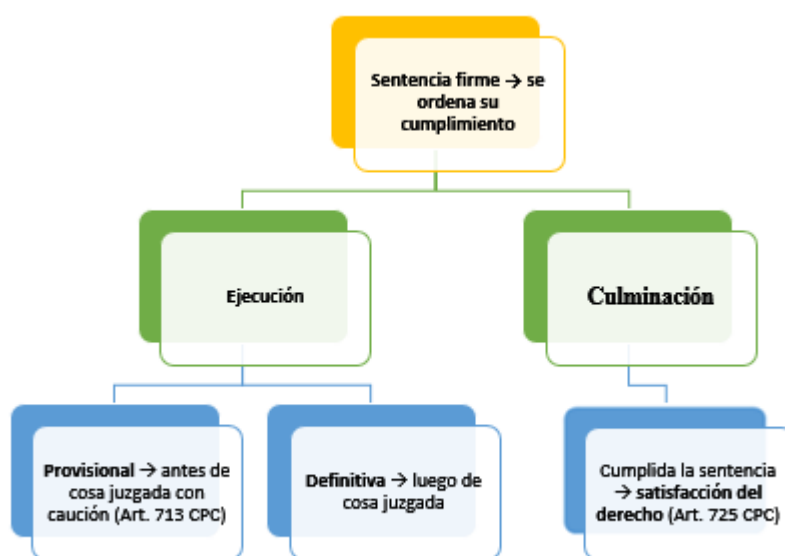 Sentencia firme → se
ordena su
cumplimiento
Ejecución
Culminación
Provisional → antes de
cosa juzgada con
caución (Art. 713 CPC)
Definitiva → luego de
cosa juzgada
Cumplida la sentencia
→ satisfacción del
derecho (Art. 725 CPC)